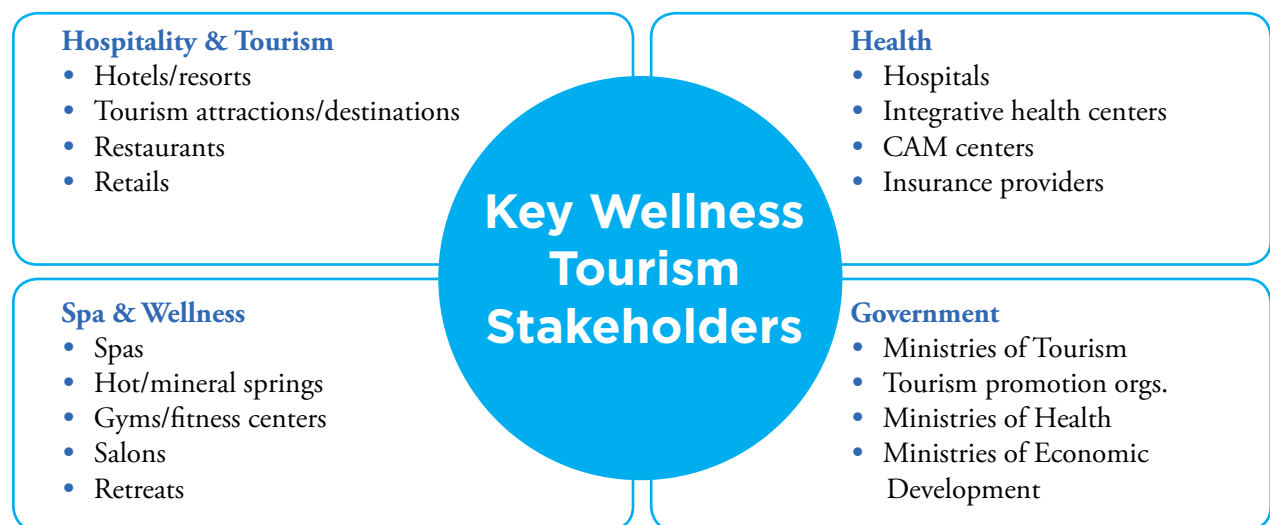 Hospitality & Tourism
• Hotels/resorts
• Tourism attractions/destinations
• Restaurants
• Retails
Health
• Hospitals
• Integrative health centers
• CAM centers
• Insurance providers
Key Wellness
Tourism
Stakeholders
Spa & Wellness
• Spas
• Hot/mineral springs
• Gyms/fitness centers
• Salons
• Retreats
Government
• Ministries of Tourism
• Tourism promotion orgs.
• Ministries of Health
• Ministries of Economic
Development